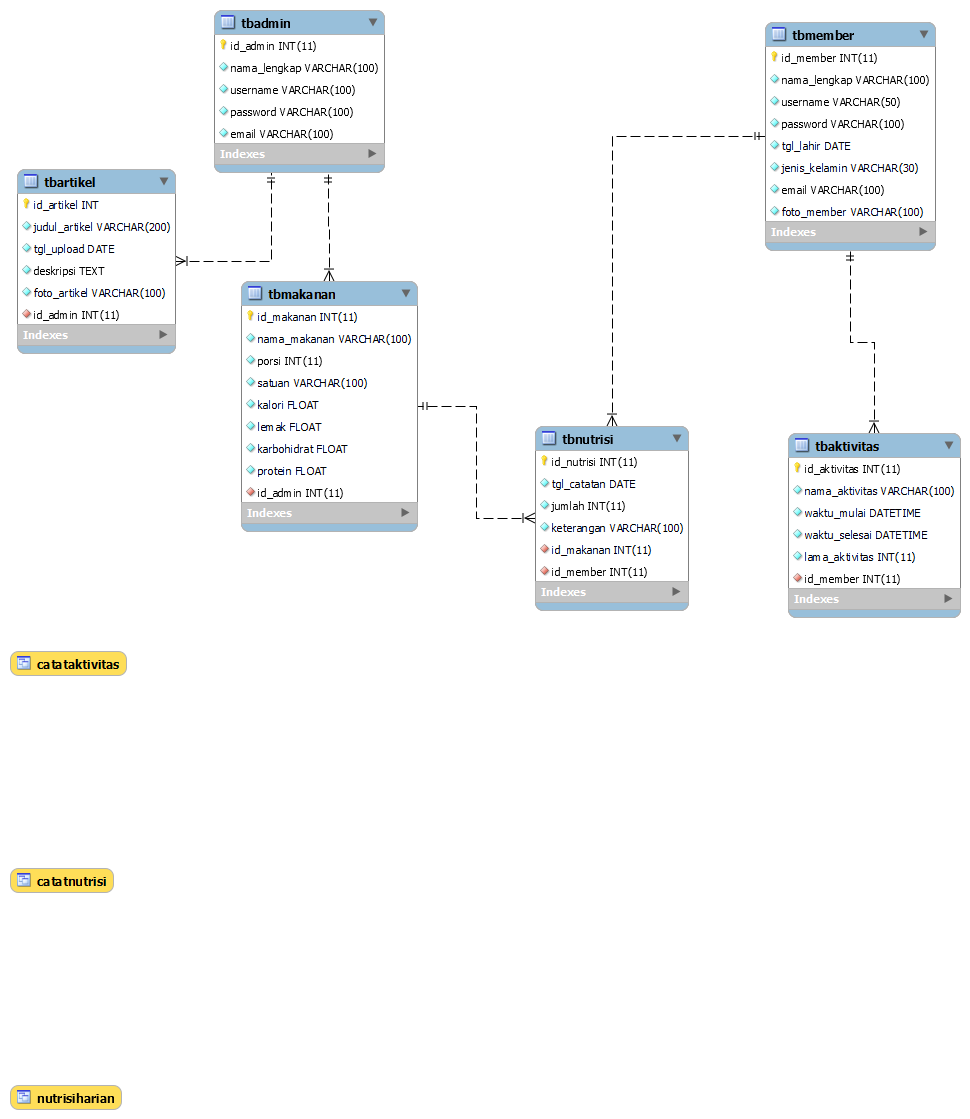 tbadmin
id_admin INT(11)
nama_lengkap VARCHAR(100)
username VARCHAR(100)
password VARCHAR(100)
email VARCHAR(100)
Indexes
tbmember
id_member INT(11)
nama_lengkap VARCHAR(100)
username VARCHAR(50)
password VARCHAR(100)
tgl_lahir DATE
jenis_kelamin VARCHAR(30)
email VARCHAR(100)
foto_member VARCHAR(100)
Indexes
tbartikel
id_artikel INT
judul_artikel VARCHAR(200)
tgl_upload DATE
deskripsi TEXT
foto_artikel VARCHAR(100)
id_admin INT(11)
Indexes
tbmakanan
id_makanan INT(11)
nama_makanan VARCHAR(100)
porsi INT(11)
satuan VARCHAR(100)
kalori FLOAT
lemak FLOAT
karbohidrat FLOAT
protein FLOAT
id_admin INT(11)
Indexes
tbnutrisi
id_nutrisi INT(11)
tgl_catatan DATE
jumlah INT(11)
keterangan VARCHAR(100)
id_makanan INT(11)
id_member INT(11)
Indexes
tbaktivitas
id_aktivitas INT(11)
nama_aktivitas VARCHAR(100)
waktu_mulai DATETIME
waktu_selesai DATETIME
lama_aktivitas INT(11)
id_member INT(11)
Indexes
catataktivitas
catatnutrisi
nutrisiharian